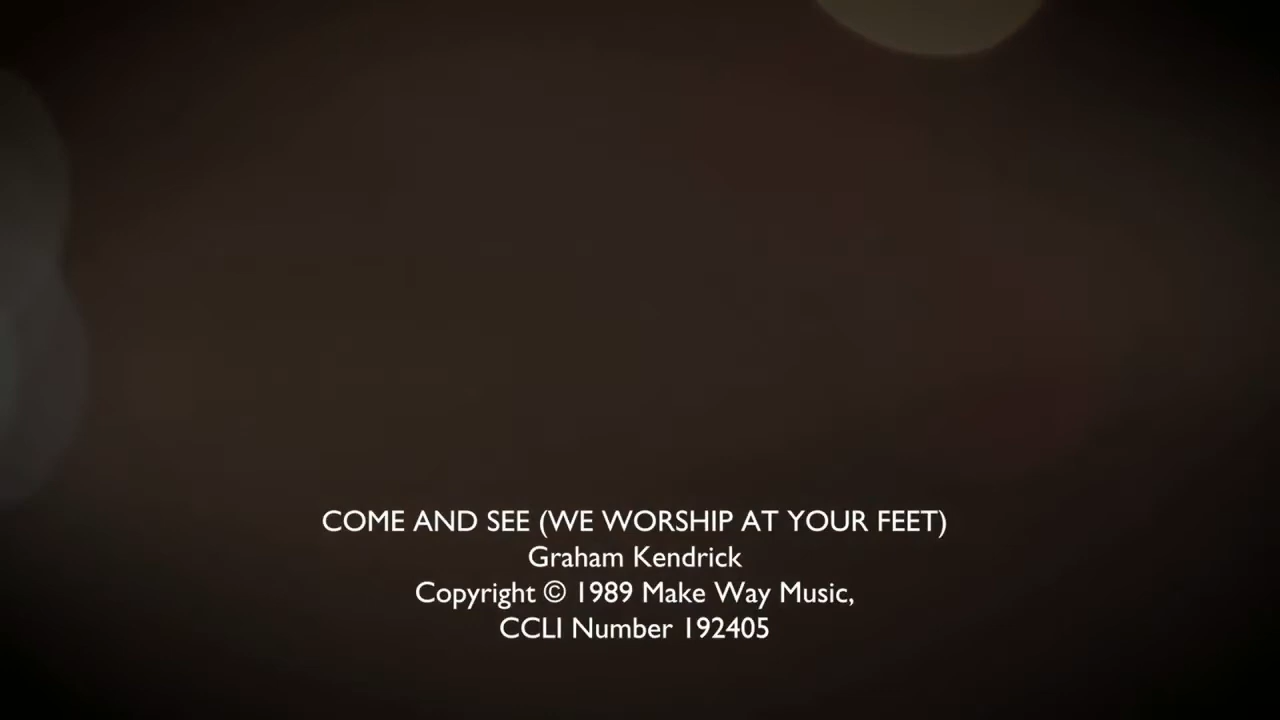 COME AND SEE (WE WORSHIP AT YOUR FEET)
Graham Kendrick
Copyright © 1989 Make Way Music,
CCLI Number 192405